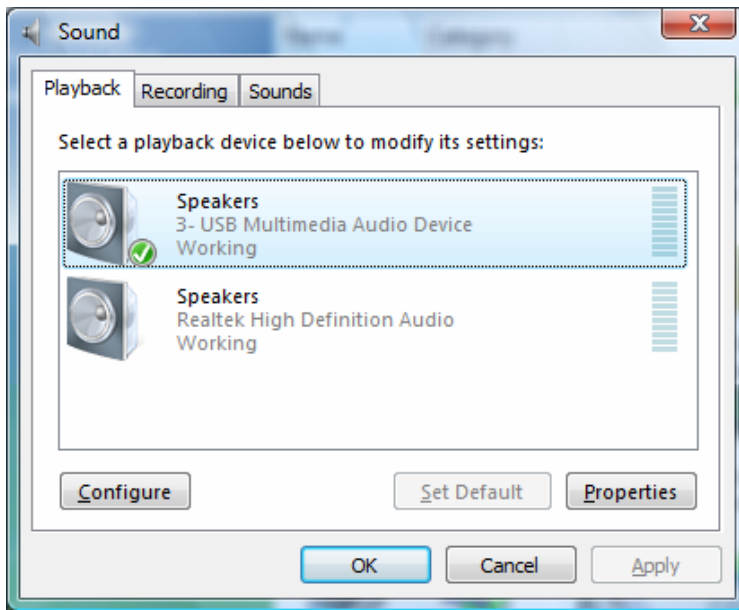 Sound
Playback
Recording
Sounds
Select a playback device below to modify its settings:
Speakers
3- USB Multimedia Audio Device
Working
Speakers
Realtek High Definition Audio
Working
Configure
Set Default
Properties
OK
Cancel
Apply